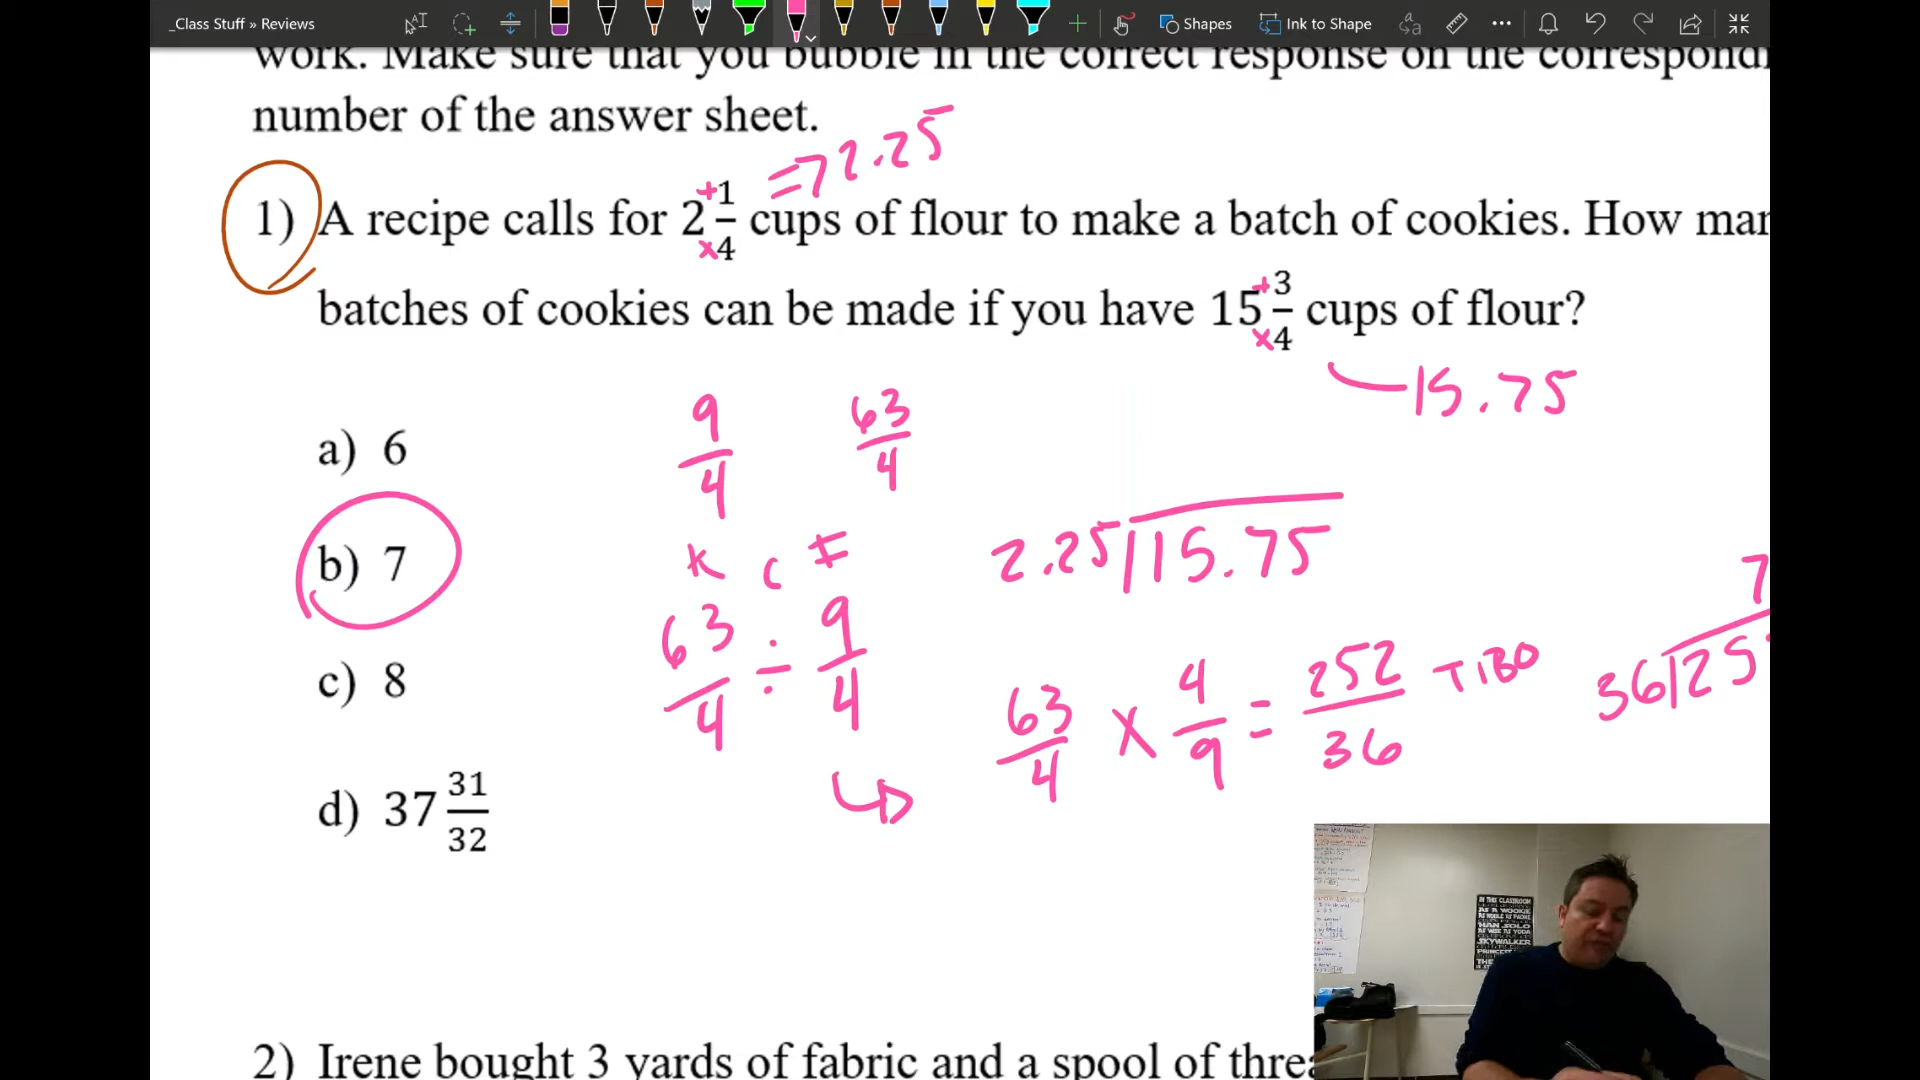 _Class Stuff » Reviews
Shapes
Ink to Shape
work. Make sure that you bubble in the correct response on the correspondi
number of the answer sheet.
=72.25
1) A recipe calls for 2 + 1/4 cups of flour to make a batch of cookies. How man
x
batches of cookies can be made if you have 15 + 3/4 cups of flour?
x
15.75
9/4 63/4
a) 6
K C F
2.25 15.75
b) 7
63/4 ÷ 9/4
7
63/4 x 4/9 = 252/36 TIBO
36 25
c) 8
d) 37 31/32
IN THIS CLASSROOM
HAN SOLO
SKYWALKER
2) Irene bought 3 yards of fabric and a spool of threa